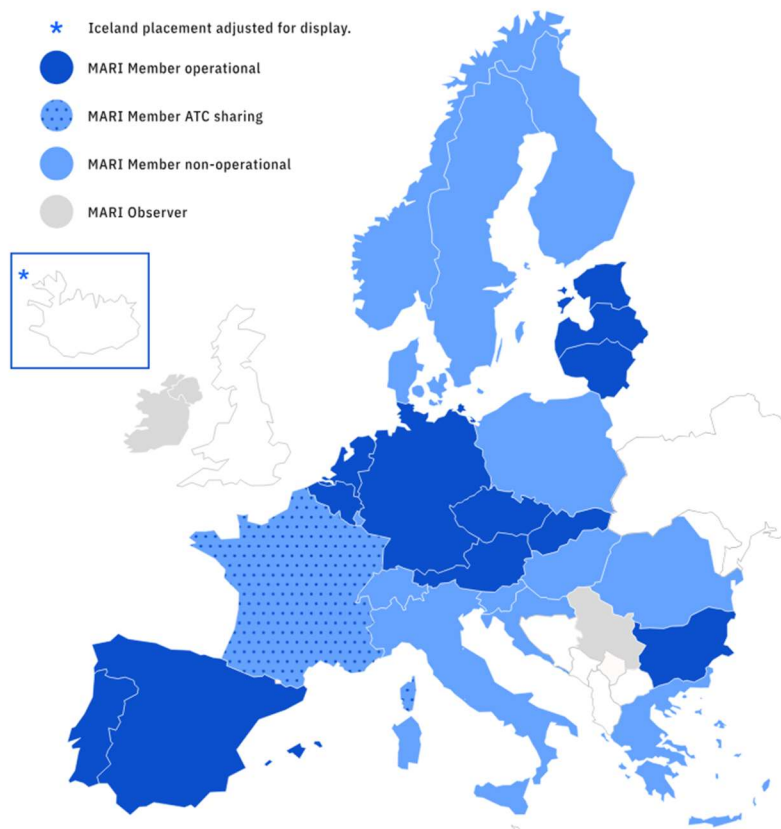 * Iceland placement adjusted for display.
MARI Member operational
MARI Member ATC sharing
MARI Member non-operational
MARI Observer
*